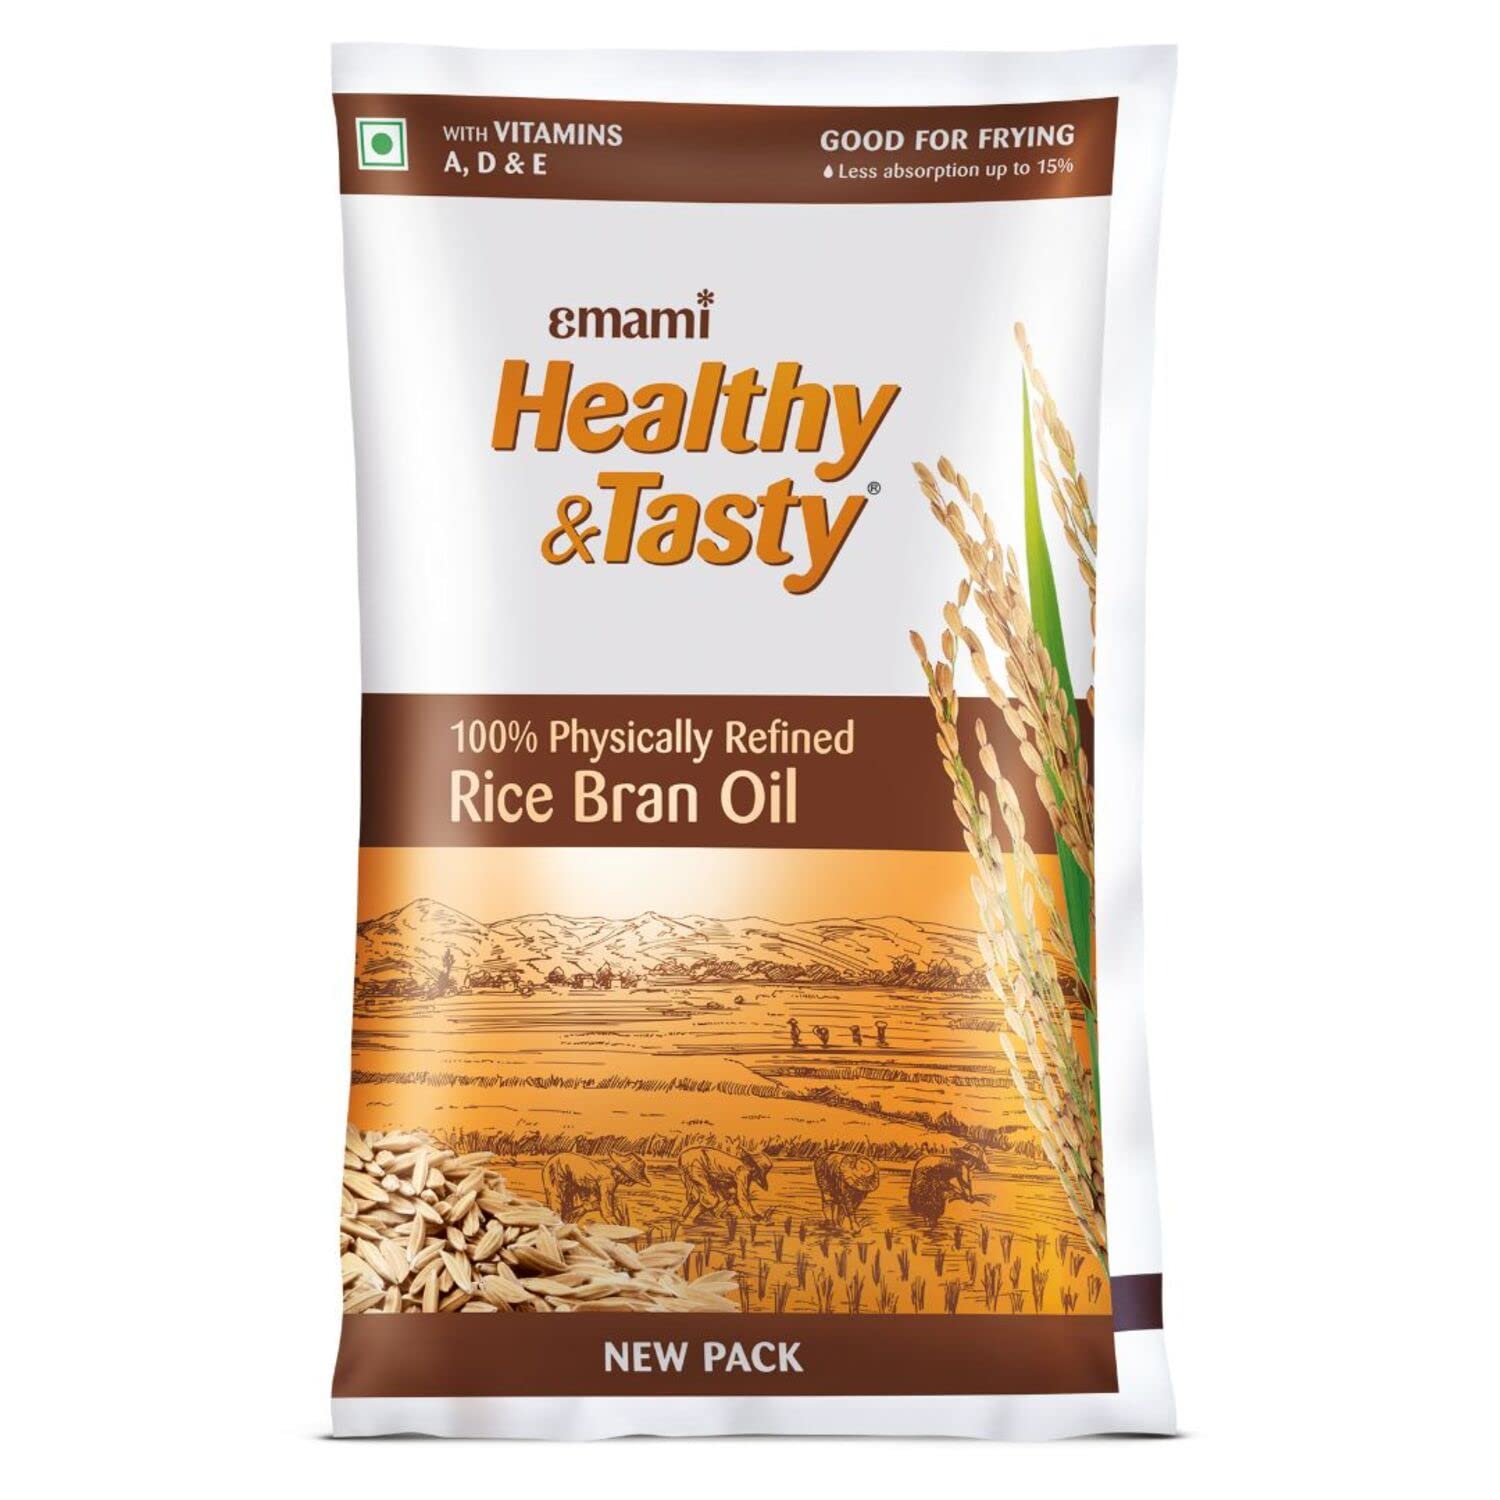 WITH VITAMINS
A, D & E
GOOD FOR FRYING
Less absorption up to 15%
emami*
Healthy
&Tasty®
100% Physically Refined
Rice Bran Oil
NEW PACK